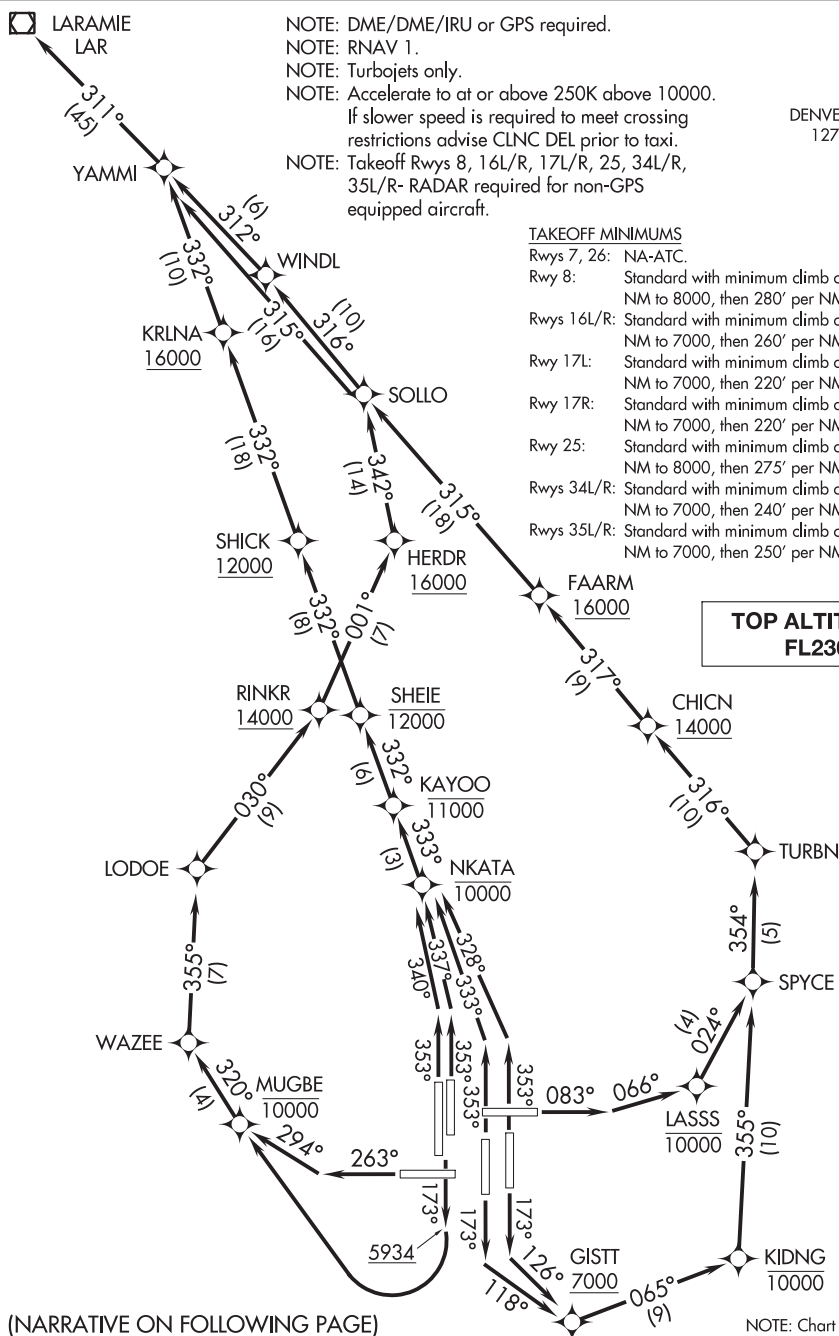 LARAMIE
LAR
NOTE: DME/DME/IRU or GPS required.
NOTE: RNAV 1.
NOTE: Turbojets only.
NOTE: Accelerate to at or above 250K above 10000.
If slower speed is required to meet crossing
restrictions advise CLNC DEL prior to taxi.
NOTE: Takeoff Rwys 8, 16L/R, 17L/R, 25, 34L/R,
35L/R- RADAR required for non-GPS
equipped aircraft.
DENVE
127
TAKEOFF MINIMUMS
Rwys 7, 26: NA-ATC.
Rwy 8: Standard with minimum climb o
NM to 8000, then 280' per NM
Rwys 16L/R: Standard with minimum climb o
NM to 7000, then 260' per NM
Rwy 17L: Standard with minimum climb o
NM to 7000, then 220' per NM
Rwy 17R: Standard with minimum climb o
NM to 7000, then 220' per NM
Rwy 25: Standard with minimum climb o
NM to 8000, then 275' per NM
Rwys 34L/R: Standard with minimum climb o
NM to 7000, then 240' per NM
Rwys 35L/R: Standard with minimum climb o
NM to 7000, then 250' per NM
TOP ALTIT
FL230
311°
(45)
YAMMI
(6)
312°
WINDL
332°
(10)
315°
(16)
(10)
316°
KRLNA
16000
SOLLO
332°
(18)
342°
(14)
315°
(18)
SHICK
12000
HERDR
16000
FAARM
16000
332°
(8)
001°
(7)
317°
(9)
RINKR
14000
SHEIE
12000
CHICN
14000
332°
(6)
KAYOO
11000
316°
(10)
030°
(9)
333°
(3)
NKATA
10000
LODOE
TURBN
355°
(7)
340°
337°
333°
328°
354°
(5)
SPYCE
WAZEE
353°
353°
353°
353°
(4)
024°
320°
(4)
MUGBE
10000
083°
066°
LASSS
10000
355°
(10)
294°
263°
173°
173°
173°
5934
118°
126°
GISTT
7000
065°
(9)
KIDNG
10000
(NARRATIVE ON FOLLOWING PAGE)
NOTE: Chart